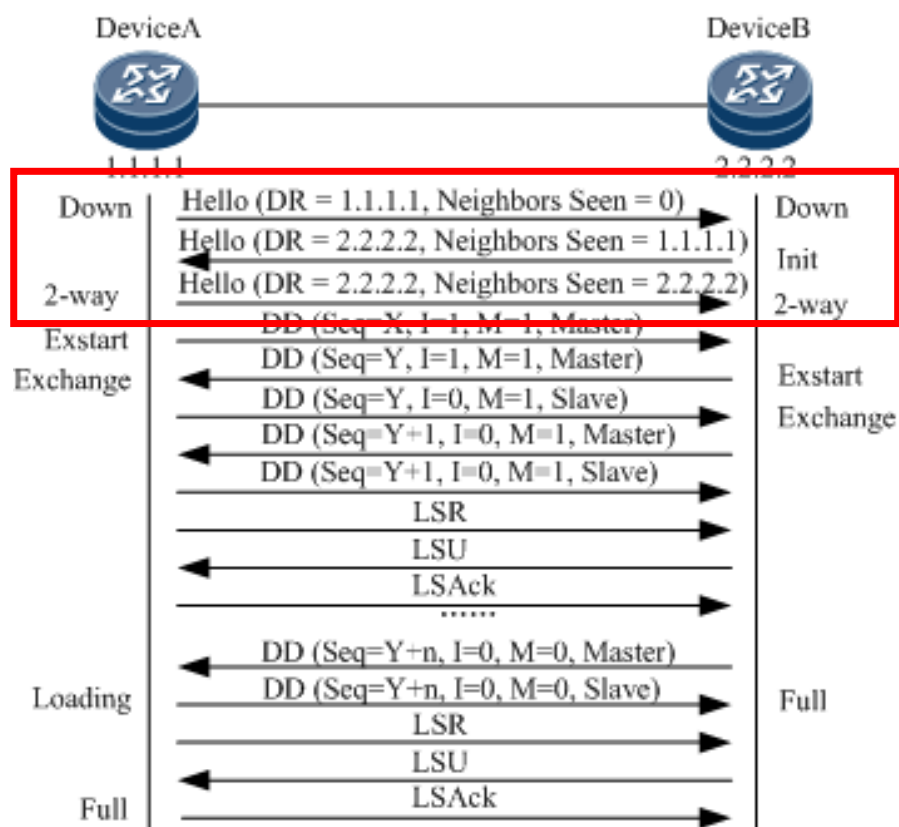 DeviceA DeviceB
1.1.1.1 2.2.2.2
Down Hello (DR = 1.1.1.1, Neighbors Seen = 0) Down
Hello (DR = 2.2.2.2, Neighbors Seen = 1.1.1.1)
Init
2-way Hello (DR = 2.2.2.2, Neighbors Seen = 2.2.2.2) 2-way
DD (Seq=X, I=1, M=1, Master)
Exstart
DD (Seq=Y, I=1, M=1, Master)
Exchange Exstart
DD (Seq=Y, I=0, M=1, Slave)
Exchange
DD (Seq=Y+1, I=0, M=1, Master)
DD (Seq=Y+1, I=0, M=1, Slave)
LSR
LSU
LSAck
......
DD (Seq=Y+n, I=0, M=0, Master)
Loading DD (Seq=Y+n, I=0, M=0, Slave) Full
LSR
LSU
Full LSAck